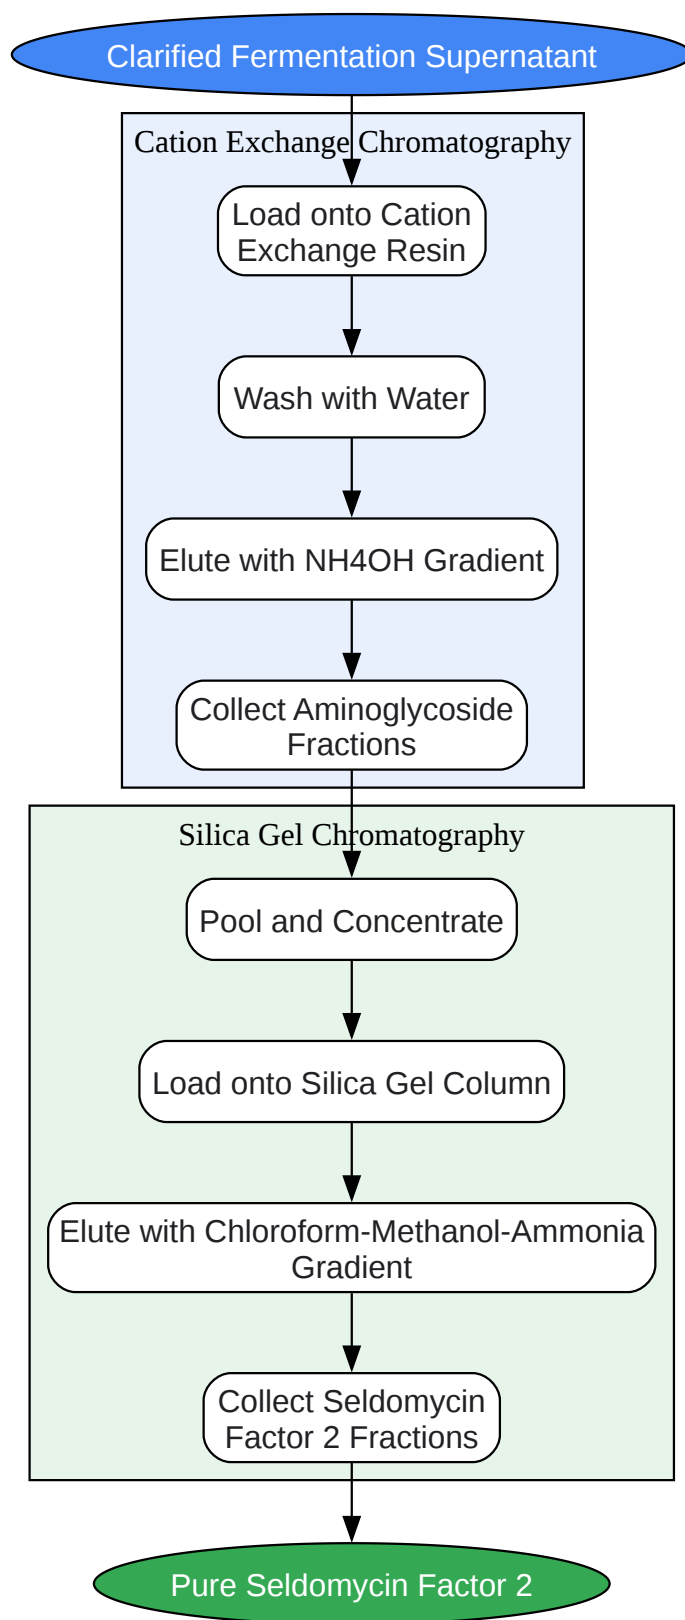 Clarified Fermentation Supernatant
Cation Exchange Chromatography
Load onto Cation
Exchange Resin
Wash with Water
Elute with NH4OH Gradient
Collect Aminoglycoside
Fractions
Silica Gel Chromatography
Pool and Concentrate
Load onto Silica Gel Column
Elute with Chloroform-Methanol-Ammonia
Gradient
Collect Seldomycin
Factor 2 Fractions
Pure Seldomycin Factor 2